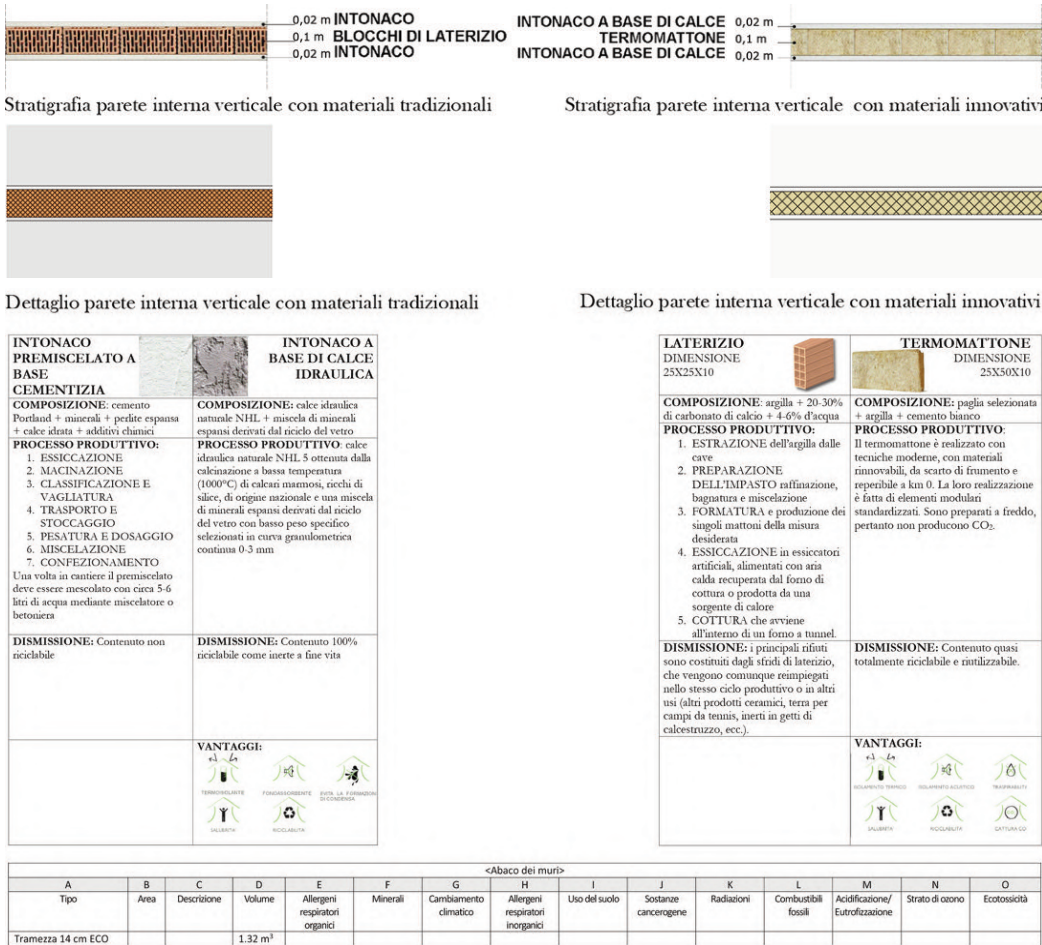 0,02 m INTONACO
0,1 m BLOCCHI DI LATERIZIO
0,02 m INTONACO
INTONACO A BASE DI CALCE 0,02 m
TERMOMATTONE 0,1 m
INTONACO A BASE DI CALCE 0,02 m
Stratigrafia parete interna verticale con materiali tradizionali
Stratigrafia parete interna verticale con materiali innovativi
Dettaglio parete interna verticale con materiali tradizionali
Dettaglio parete interna verticale con materiali innovativi
INTONACO
PREMISCELATO A
BASE
CEMENTIZIA
INTONACO A
BASE DI CALCE
IDRAULICA
COMPOSIZIONE: cemento
Portland + minerali + perlite espansa
+ calce idrata + additivi chimici
COMPOSIZIONE: calce idraulica
naturale NHL + miscela di minerali
espansi derivati dal riciclo del vetro
PROCESSO PRODUTTIVO:
1. ESSICCAZIONE
2. MACINAZIONE
3. CLASSIFICAZIONE E
VAGLIATURA
4. TRASPORTO E
STOCCAGGIO
5. PESATURA E DOSAGGIO
6. MISCELAZIONE
7. CONFEZIONAMENTO
Una volta in cantiere il premiscelato
deve essere mescolato con circa 5-6
litri di acqua mediante miscelatore o
betoniera
PROCESSO PRODUTTIVO: calce
idraulica naturale NHL 5 ottenuta dalla
calcinazione a bassa temperatura
(1000°C) di calcari marmosi, ricchi di
silice, di origine nazionale e una miscela
di minerali espansi derivati dal riciclo
del vetro con basso peso specifico
selezionati in curva granulometrica
continua 0-3 mm
DISMISSIONE: Contenuto non
riciclabile
DISMISSIONE: Contenuto 100%
riciclabile come inerte a fine vita
VANTAGGI:
TERMOISOLANTE
FONOASSORBENTE
EVITA LA FORMAZIONE
DI CONDENSA
SALUBRITÀ
RICICLABILITÀ
LATERIZIO
DIMENSIONE
25X25X10
TERMOMATTONE
DIMENSIONE
25X50X10
COMPOSIZIONE: argilla + 20-30%
di carbonato di calcio + 4-6% d'acqua
COMPOSIZIONE: paglia selezionata
+ argilla + cemento bianco
PROCESSO PRODUTTIVO:
1. ESTRAZIONE dell'argilla dalle
cave
2. PREPARAZIONE
DELL'IMPASTO raffinazione,
bagnatura e miscelazione
3. FORMATURA e produzione dei
singoli mattoni della misura
desiderata
4. ESSICCAZIONE in essiccatori
artificiali, alimentati con aria
calda recuperata dal forno di
cottura o prodotta da una
sorgente di calore
5. COTTURA che avviene
all'interno di un forno a tunnel.
PROCESSO PRODUTTIVO:
Il termomattone è realizzato con
tecniche moderne, con materiali
rinnovabili, da scarto di frumento e
reperibile a km 0. La loro realizzazione
è fatta di elementi modulari
standardizzati. Sono preparati a freddo,
pertanto non producono CO₂.
DISMISSIONE: i principali rifiuti
sono costituiti dagli sfridi di laterizio,
che vengono comunque reimpiegati
nello stesso ciclo produttivo o in altri
usi (altri prodotti ceramici, terra per
campi da tennis, inerti in getti di
calcestruzzo, ecc.).
DISMISSIONE: Contenuto quasi
totalmente riciclabile e riutilizzabile.
VANTAGGI:
ISOLAMENTO TERMICO
ISOLAMENTO ACUSTICO
TRASPIRABILITÀ
SALUBRITÀ
RICICLABILITÀ
CATTURA CO
<Abaco dei muri>
A B C D E F G H I J K L M N O
Tipo Area Descrizione Volume Allergeni respiratori organici Minerali Cambiamento climatico Allergeni respiratori inorganici Uso del suolo Sostanze cancerogene Radiazioni Combustibili fossili Acidificazione/ Eutrofizzazione Strato di ozono Ecotossicità
Tramezza 14 cm ECO 1.32 m³